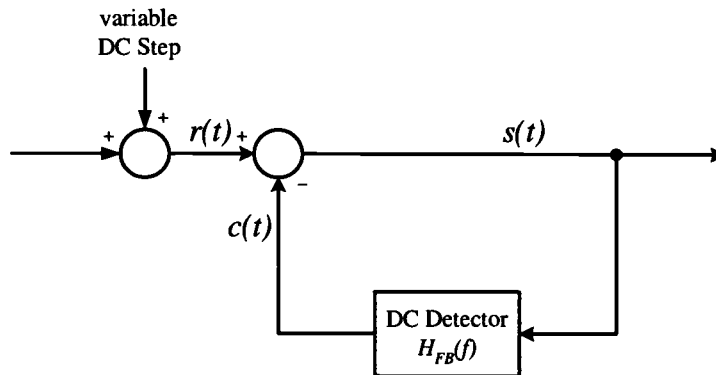 variable
DC Step
+
+
r(t)
+
s(t)
−
c(t)
DC Detector
H_FB(f)